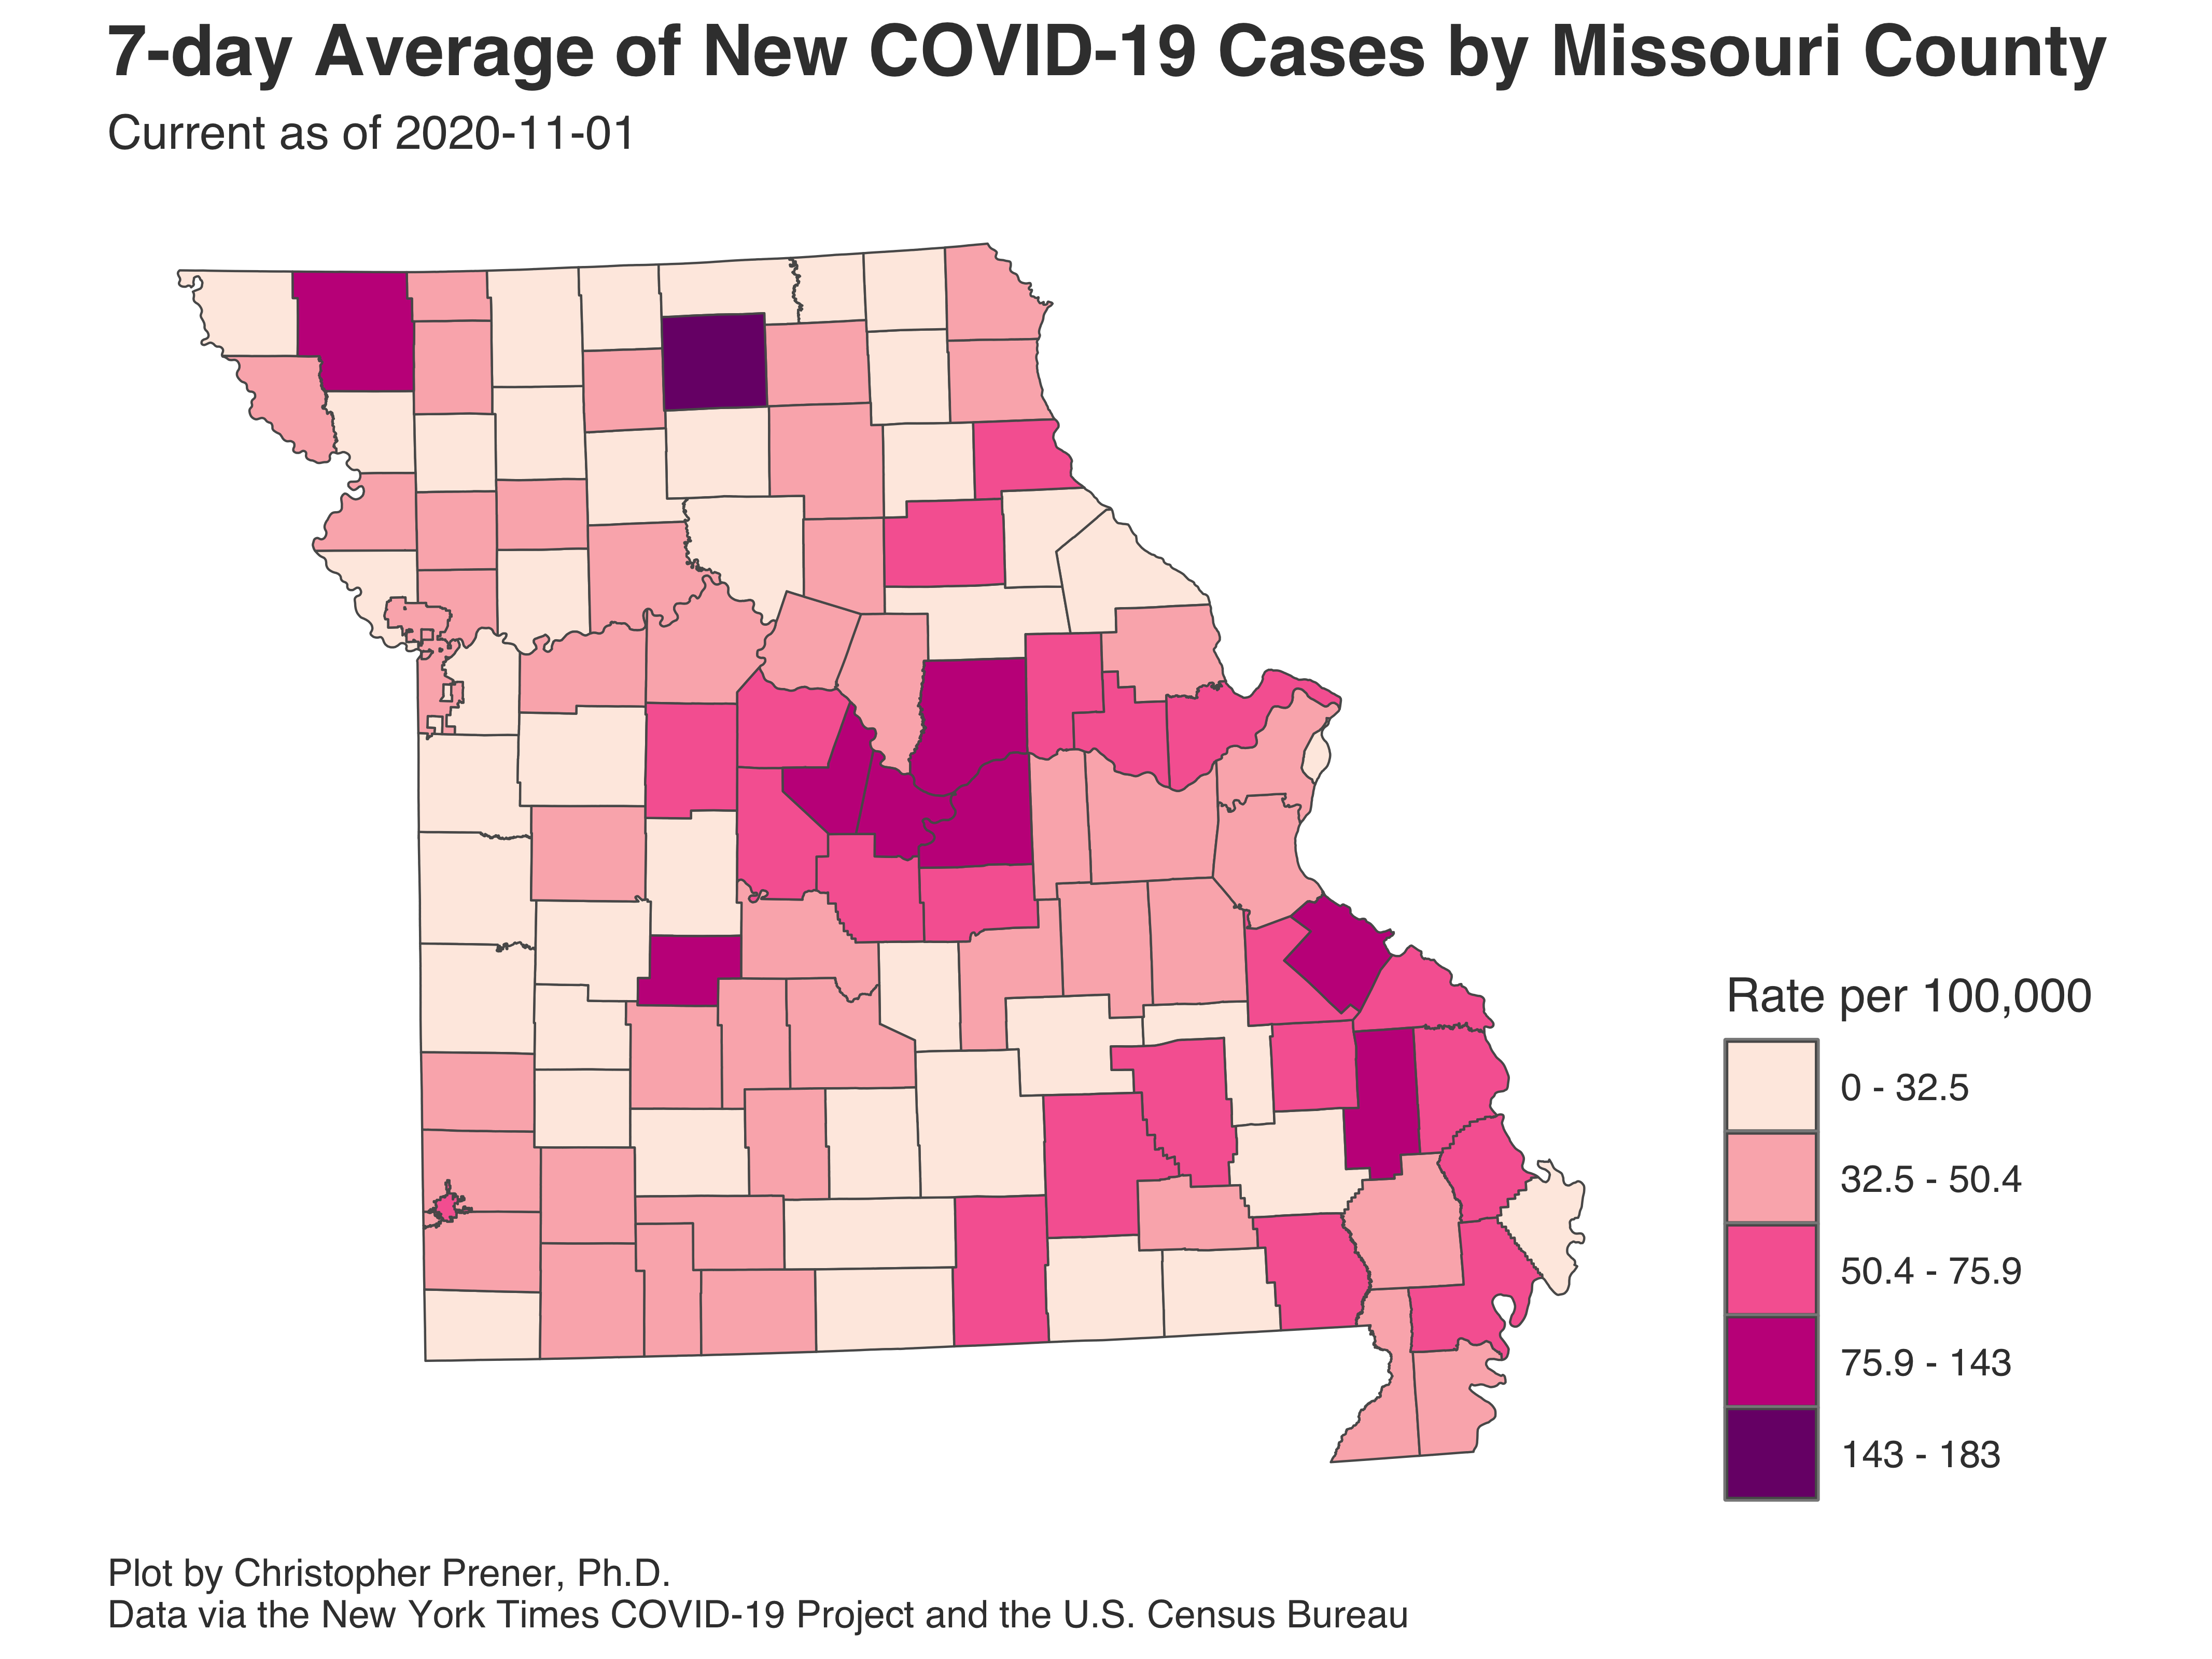 7-day Average of New COVID-19 Cases by Missouri County
Current as of 2020-11-01
Rate per 100,000
0 - 32.5
32.5 - 50.4
50.4 - 75.9
75.9 - 143
143 - 183
Plot by Christopher Prener, Ph.D.
Data via the New York Times COVID-19 Project and the U.S. Census Bureau